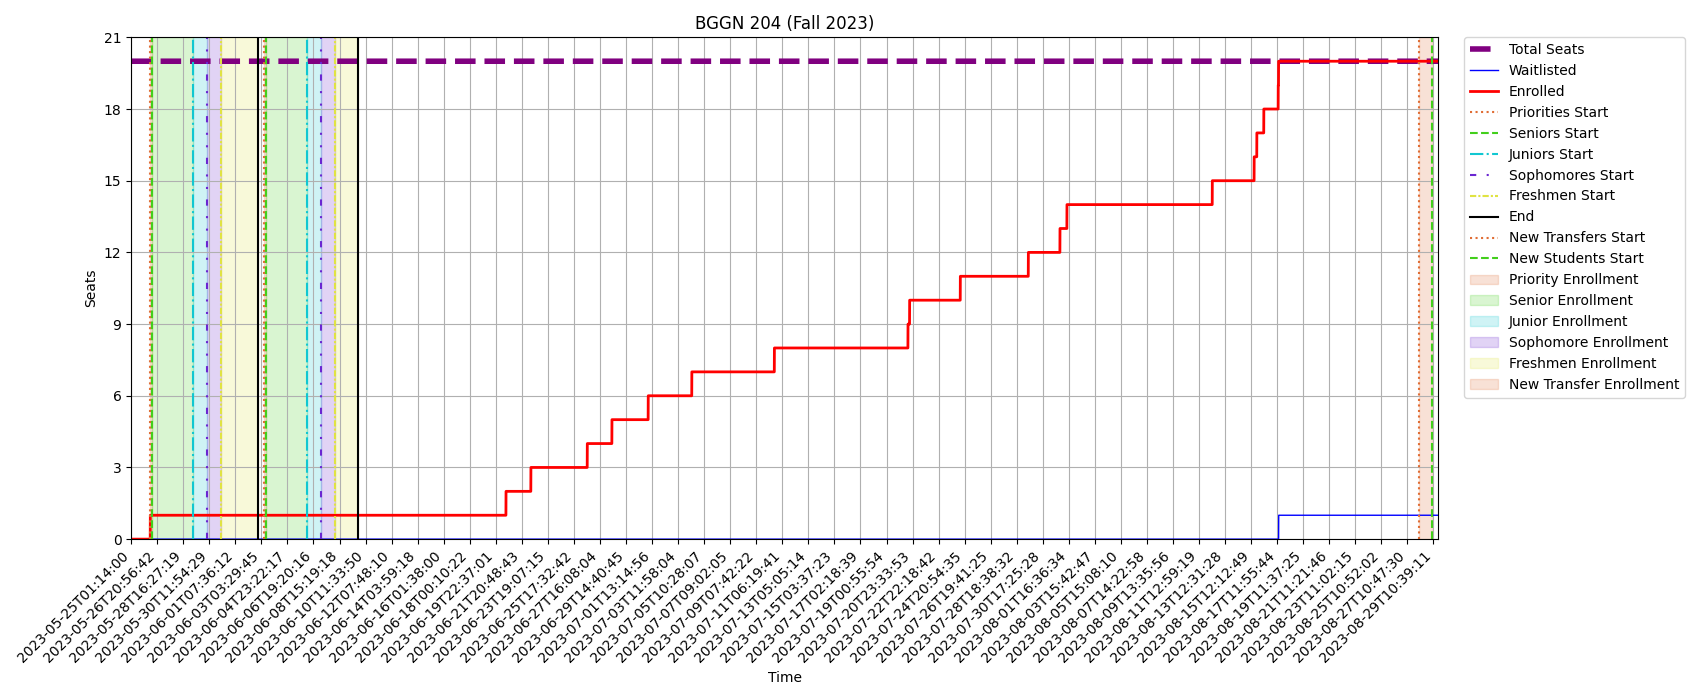 BGGN 204 (Fall 2023)
21
18
15
12
9
6
3
0
Seats
2023-05-25T01:14:00
2023-05-26T20:56:42
2023-05-28T16:27:19
2023-05-30T11:54:29
2023-06-01T07:36:12
2023-06-03T03:29:45
2023-06-04T23:22:17
2023-06-06T19:20:16
2023-06-08T15:19:18
2023-06-10T11:33:50
2023-06-12T07:48:10
2023-06-14T03:59:18
2023-06-16T01:38:00
2023-06-18T00:10:22
2023-06-19T22:37:01
2023-06-21T20:48:43
2023-06-23T19:07:15
2023-06-25T17:32:42
2023-06-27T16:08:04
2023-06-29T14:40:45
2023-07-01T13:14:56
2023-07-03T11:58:04
2023-07-05T10:28:07
2023-07-07T09:02:05
2023-07-09T07:42:22
2023-07-11T06:19:41
2023-07-13T05:05:14
2023-07-15T03:37:23
2023-07-17T02:18:39
2023-07-19T00:55:54
2023-07-20T23:33:53
2023-07-22T22:18:42
2023-07-24T20:54:35
2023-07-26T19:41:25
2023-07-28T18:38:32
2023-07-30T17:25:28
2023-08-01T16:36:34
2023-08-03T15:42:47
2023-08-05T15:08:10
2023-08-07T14:22:58
2023-08-09T13:35:56
2023-08-11T12:59:19
2023-08-13T12:31:28
2023-08-15T12:12:49
2023-08-17T11:55:44
2023-08-19T11:37:25
2023-08-21T11:21:46
2023-08-23T11:02:15
2023-08-25T10:52:02
2023-08-27T10:47:30
2023-08-29T10:39:11
Time
Total Seats
Waitlisted
Enrolled
Priorities Start
Seniors Start
Juniors Start
Sophomores Start
Freshmen Start
End
New Transfers Start
New Students Start
Priority Enrollment
Senior Enrollment
Junior Enrollment
Sophomore Enrollment
Freshmen Enrollment
New Transfer Enrollment